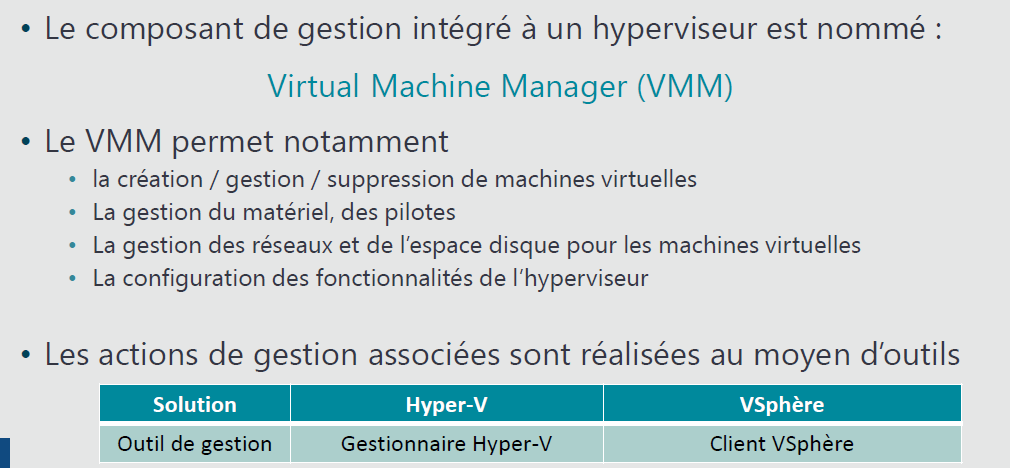 • Le composant de gestion intégré à un hyperviseur est nommé :
Virtual Machine Manager (VMM)
• Le VMM permet notamment
• la création / gestion / suppression de machines virtuelles
• La gestion du matériel, des pilotes
• La gestion des réseaux et de l’espace disque pour les machines virtuelles
• La configuration des fonctionnalités de l’hyperviseur
• Les actions de gestion associées sont réalisées au moyen d’outils
Solution Hyper-V VSphère
Outil de gestion Gestionnaire Hyper-V Client VSphère